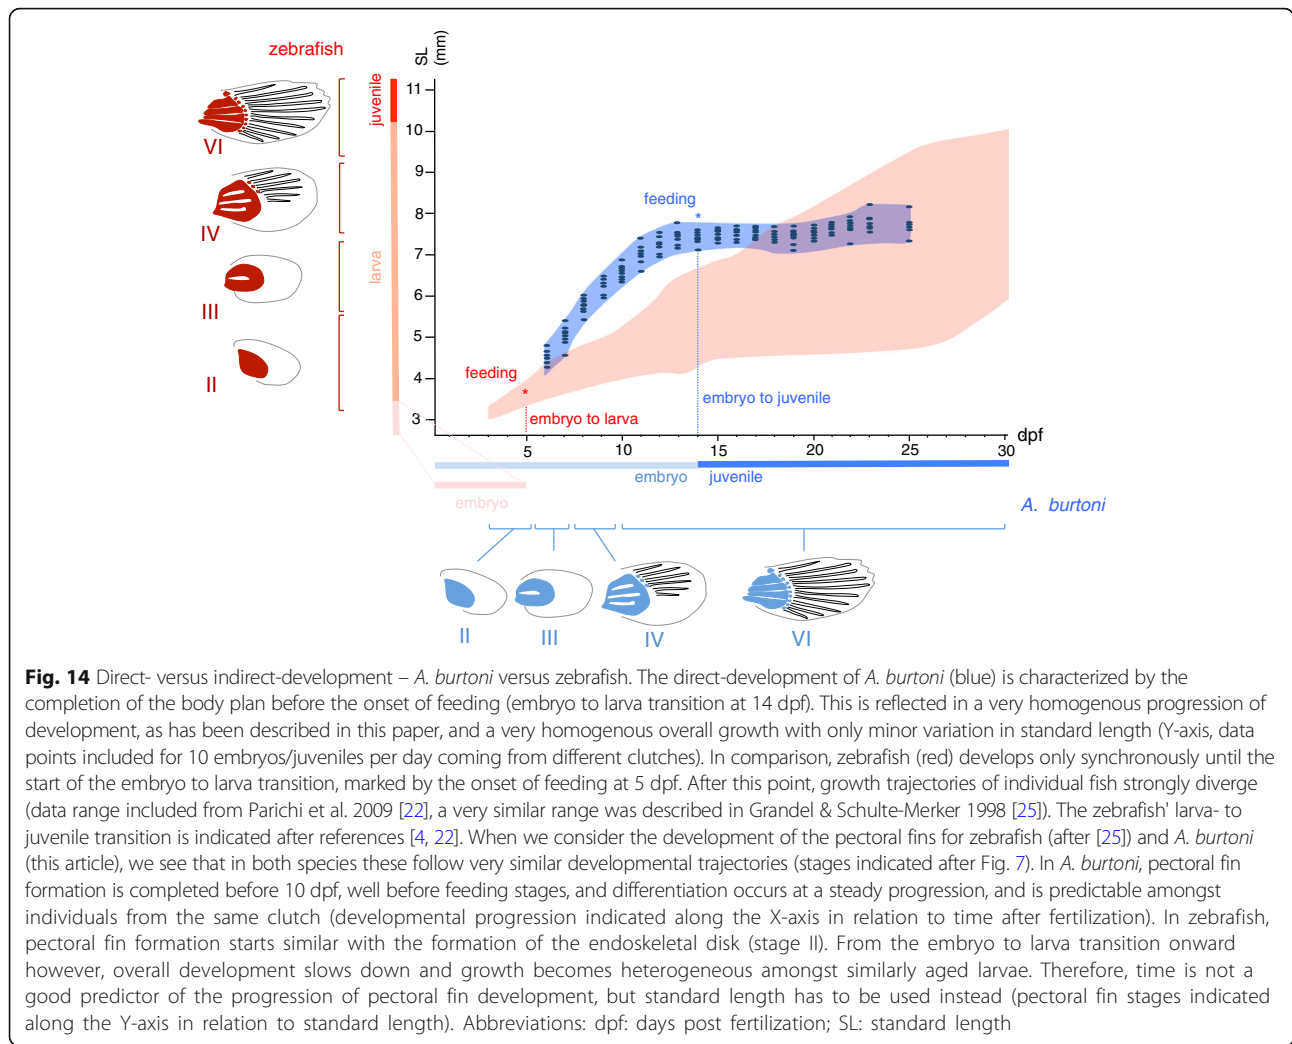 zebrafish
SL
(mm)
juvenile
larva
VI
IV
III
II
11
10
9
8
7
6
5
4
3
feeding
*
feeding
*
embryo to larva
embryo to juvenile
5
10
15
20
25
30
dpf
embryo
juvenile
embryo
A. burtoni
II
III
IV
VI
Fig. 14 Direct- versus indirect-development – A. burtoni versus zebrafish. The direct-development of A. burtoni (blue) is characterized by the
completion of the body plan before the onset of feeding (embryo to larva transition at 14 dpf). This is reflected in a very homogenous progression of
development, as has been described in this paper, and a very homogenous overall growth with only minor variation in standard length (Y-axis, data
points included for 10 embryos/juveniles per day coming from different clutches). In comparison, zebrafish (red) develops only synchronously until the
start of the embryo to larva transition, marked by the onset of feeding at 5 dpf. After this point, growth trajectories of individual fish strongly diverge
(data range included from Parichi et al. 2009 [22], a very similar range was described in Grandel & Schulte-Merker 1998 [25]). The zebrafish' larva- to
juvenile transition is indicated after references [4, 22]. When we consider the development of the pectoral fins for zebrafish (after [25]) and A. burtoni
(this article), we see that in both species these follow very similar developmental trajectories (stages indicated after Fig. 7). In A. burtoni, pectoral fin
formation is completed before 10 dpf, well before feeding stages, and differentiation occurs at a steady progression, and is predictable amongst
individuals from the same clutch (developmental progression indicated along the X-axis in relation to time after fertilization). In zebrafish,
pectoral fin formation starts similar with the formation of the endoskeletal disk (stage II). From the embryo to larva transition onward
however, overall development slows down and growth becomes heterogeneous amongst similarly aged larvae. Therefore, time is not a
good predictor of the progression of pectoral fin development, but standard length has to be used instead (pectoral fin stages indicated
along the Y-axis in relation to standard length). Abbreviations: dpf: days post fertilization; SL: standard length